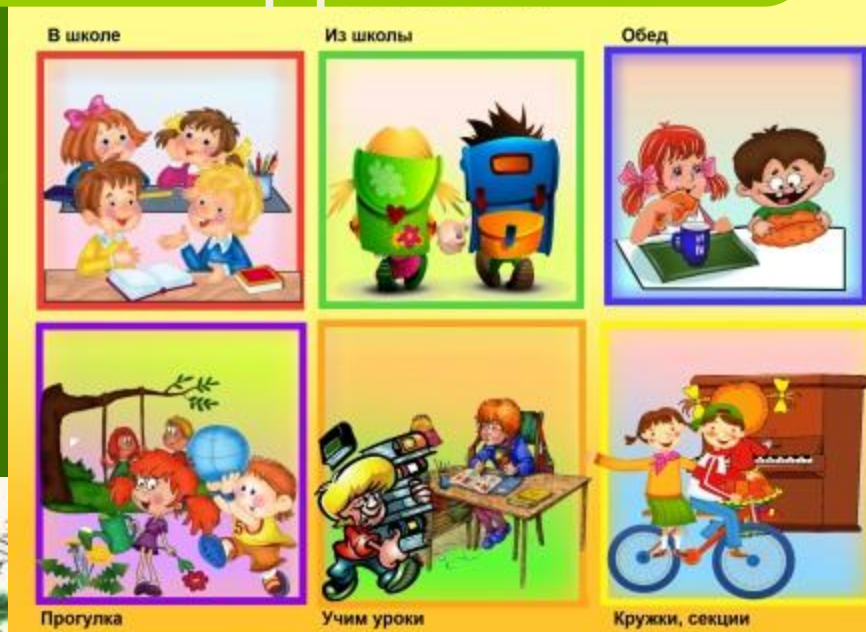 В школе
Из школы
Обед
Прогулка
Учим уроки
Кружки, секции